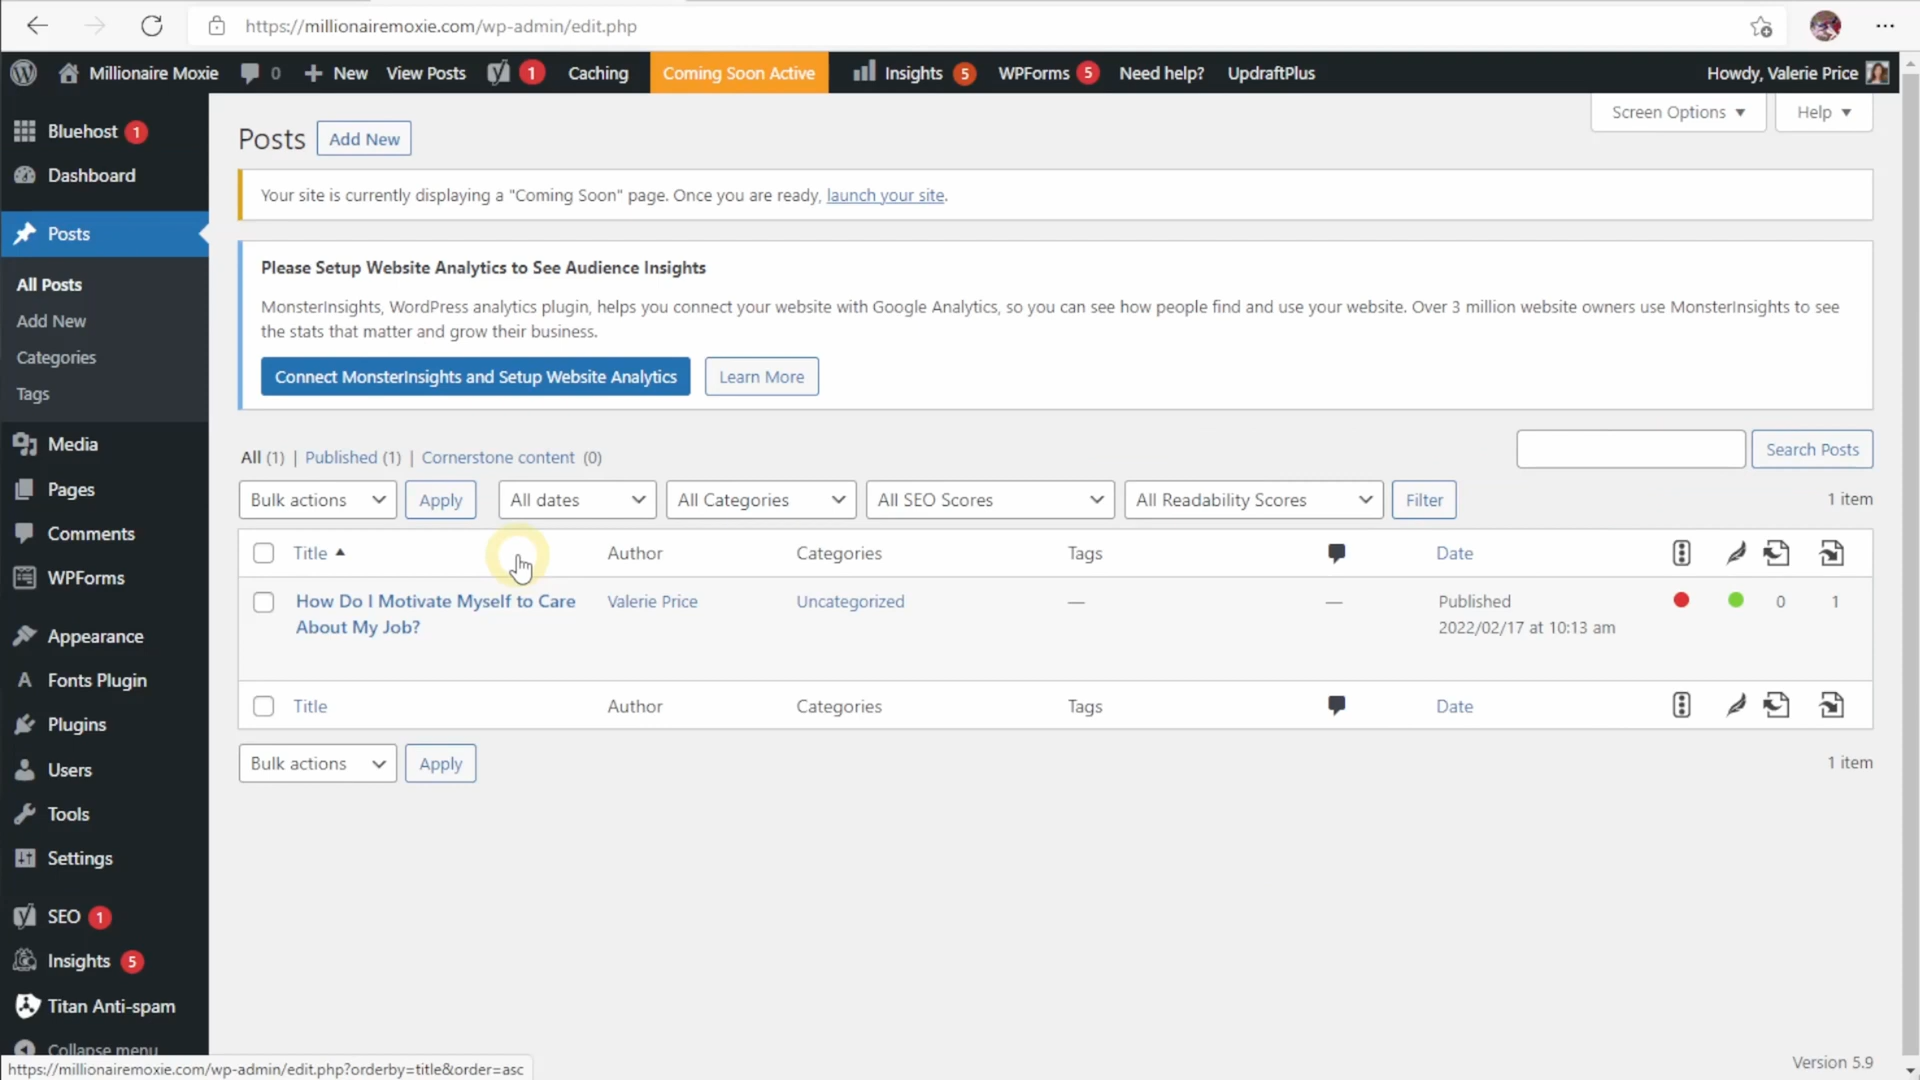 https://millionairemoxie.com/wp-admin/edit.php
Millionaire Moxie 0 New View Posts 1 Caching Coming Soon Active Insights 5 WPForms 5 Need help? UpdraftPlus Howdy, Valerie Price
Bluehost 1
Dashboard
Posts
All Posts
Add New
Categories
Tags
Media
Pages
Comments
WPForms
Appearance
Fonts Plugin
Plugins
Users
Tools
Settings
SEO 1
Insights 5
Titan Anti-spam
Collapse menu
Screen Options Help
Posts Add New
Your site is currently displaying a "Coming Soon" page. Once you are ready, launch your site.
Please Setup Website Analytics to See Audience Insights
MonsterInsights, WordPress analytics plugin, helps you connect your website with Google Analytics, so you can see how people find and use your website. Over 3 million website owners use MonsterInsights to see
the stats that matter and grow their business.
Connect MonsterInsights and Setup Website Analytics Learn More
All (1) | Published (1) | Cornerstone content (0)
Search Posts
Bulk actions Apply All dates All Categories All SEO Scores All Readability Scores Filter 1 item
Title Author Categories Tags Date
How Do I Motivate Myself to Care Valerie Price Uncategorized — — Published 0 1
About My Job? 2022/02/17 at 10:13 am
Title Author Categories Tags Date
Bulk actions Apply 1 item
Version 5.9
https://millionairemoxie.com/wp-admin/edit.php?orderby=title&order=asc